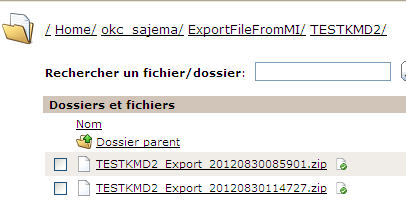 / Home/ okc_sajema/ ExportFileFromMI/ TESTKMD2/
Rechercher un fichier/dossier:
Dossiers et fichiers
Nom
Dossier parent
TESTKMD2_Export_20120830085901.zip
TESTKMD2_Export_20120830114727.zip